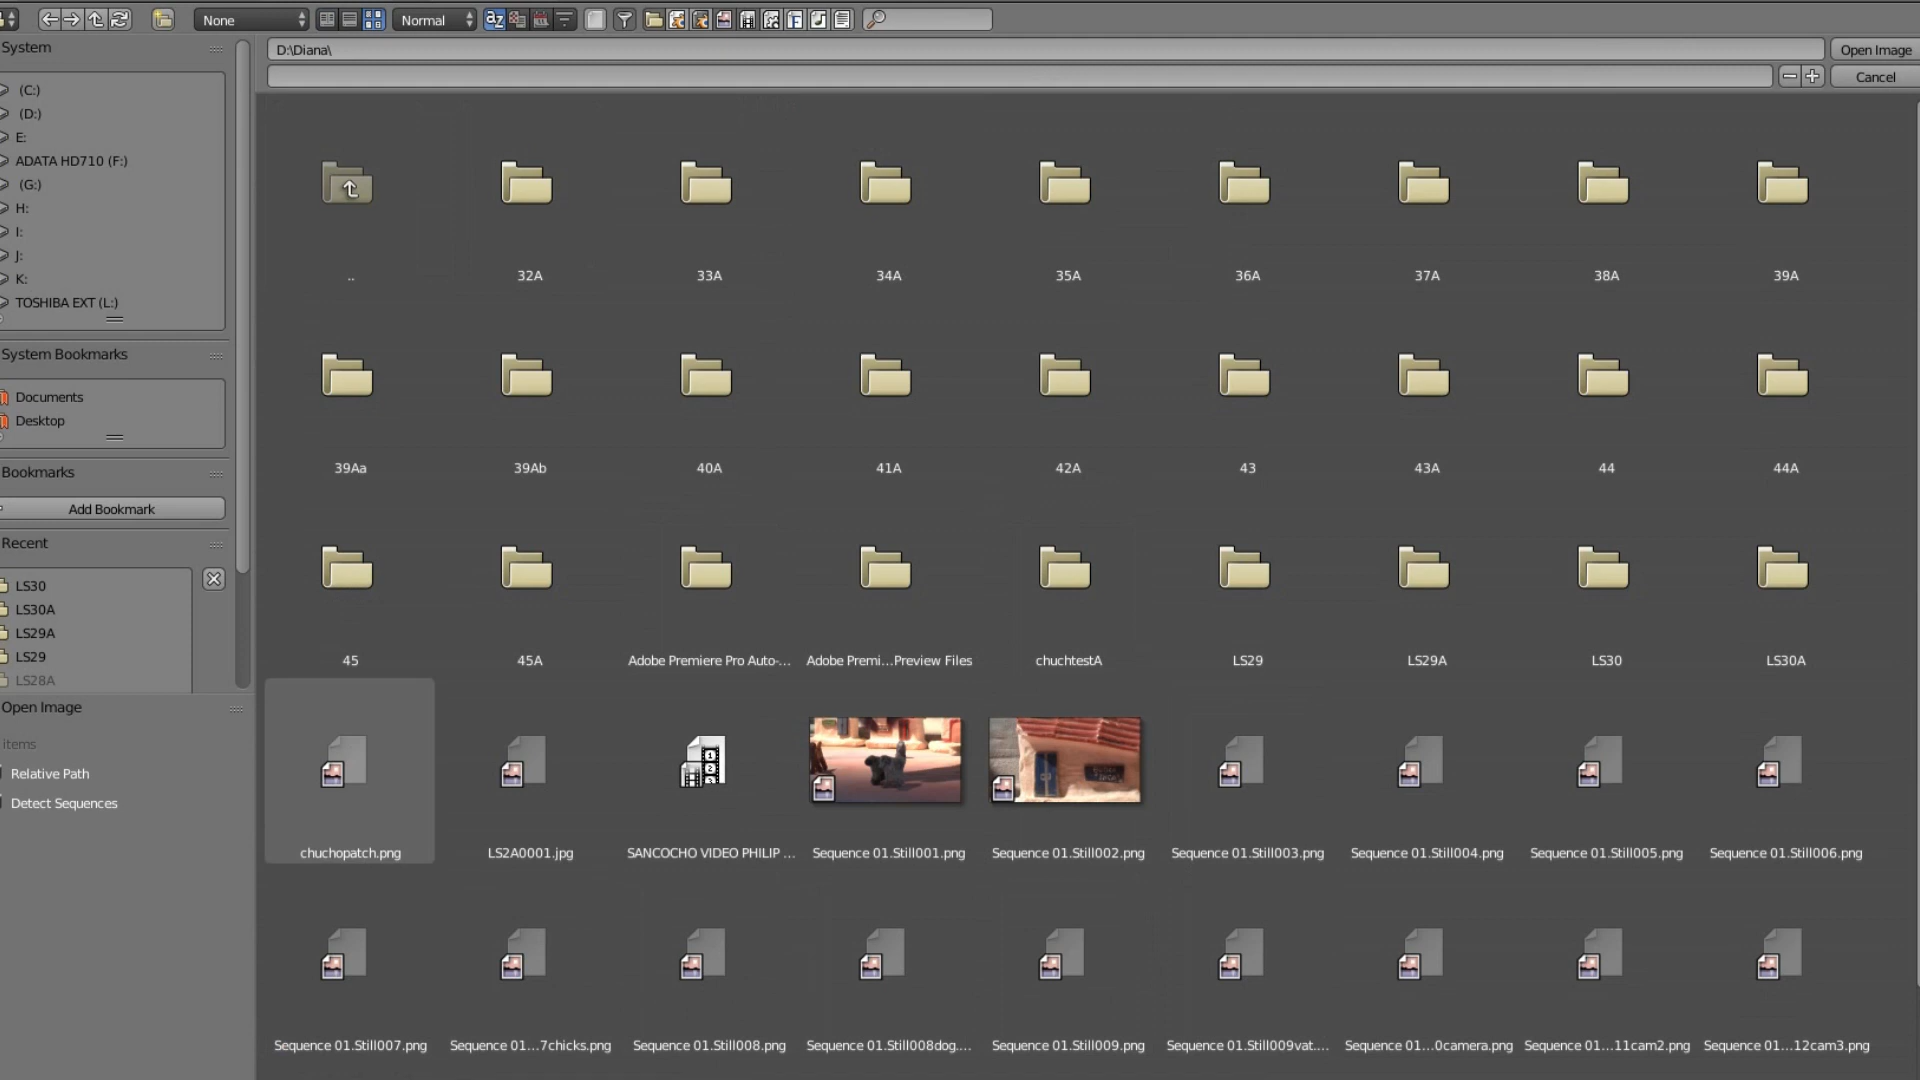 None
Normal
System
D:\Diana\
Open Image
Cancel
(C:)
(D:)
E:
ADATA HD710 (F:)
(G:)
H:
I:
J:
K:
TOSHIBA EXT (L:)
System Bookmarks
Documents
Desktop
Bookmarks
Add Bookmark
Recent
LS30
LS30A
LS29A
LS29
LS28A
Open Image
items
Relative Path
Detect Sequences
.. 32A 33A 34A 35A 36A 37A 38A 39A
39Aa 39Ab 40A 41A 42A 43 43A 44 44A
45 45A Adobe Premiere Pro Auto-... Adobe Premi...Preview Files chuchtestA LS29 LS29A LS30 LS30A
chuchopatch.png LS2A0001.jpg SANCOCHO VIDEO PHILIP ... Sequence 01.Still001.png Sequence 01.Still002.png Sequence 01.Still003.png Sequence 01.Still004.png Sequence 01.Still005.png Sequence 01.Still006.png
Sequence 01.Still007.png Sequence 01...7chicks.png Sequence 01.Still008.png Sequence 01.Still008dog.... Sequence 01.Still009.png Sequence 01.Still009vat.... Sequence 01...0camera.png Sequence 01...11cam2.png Sequence 01...12cam3.png